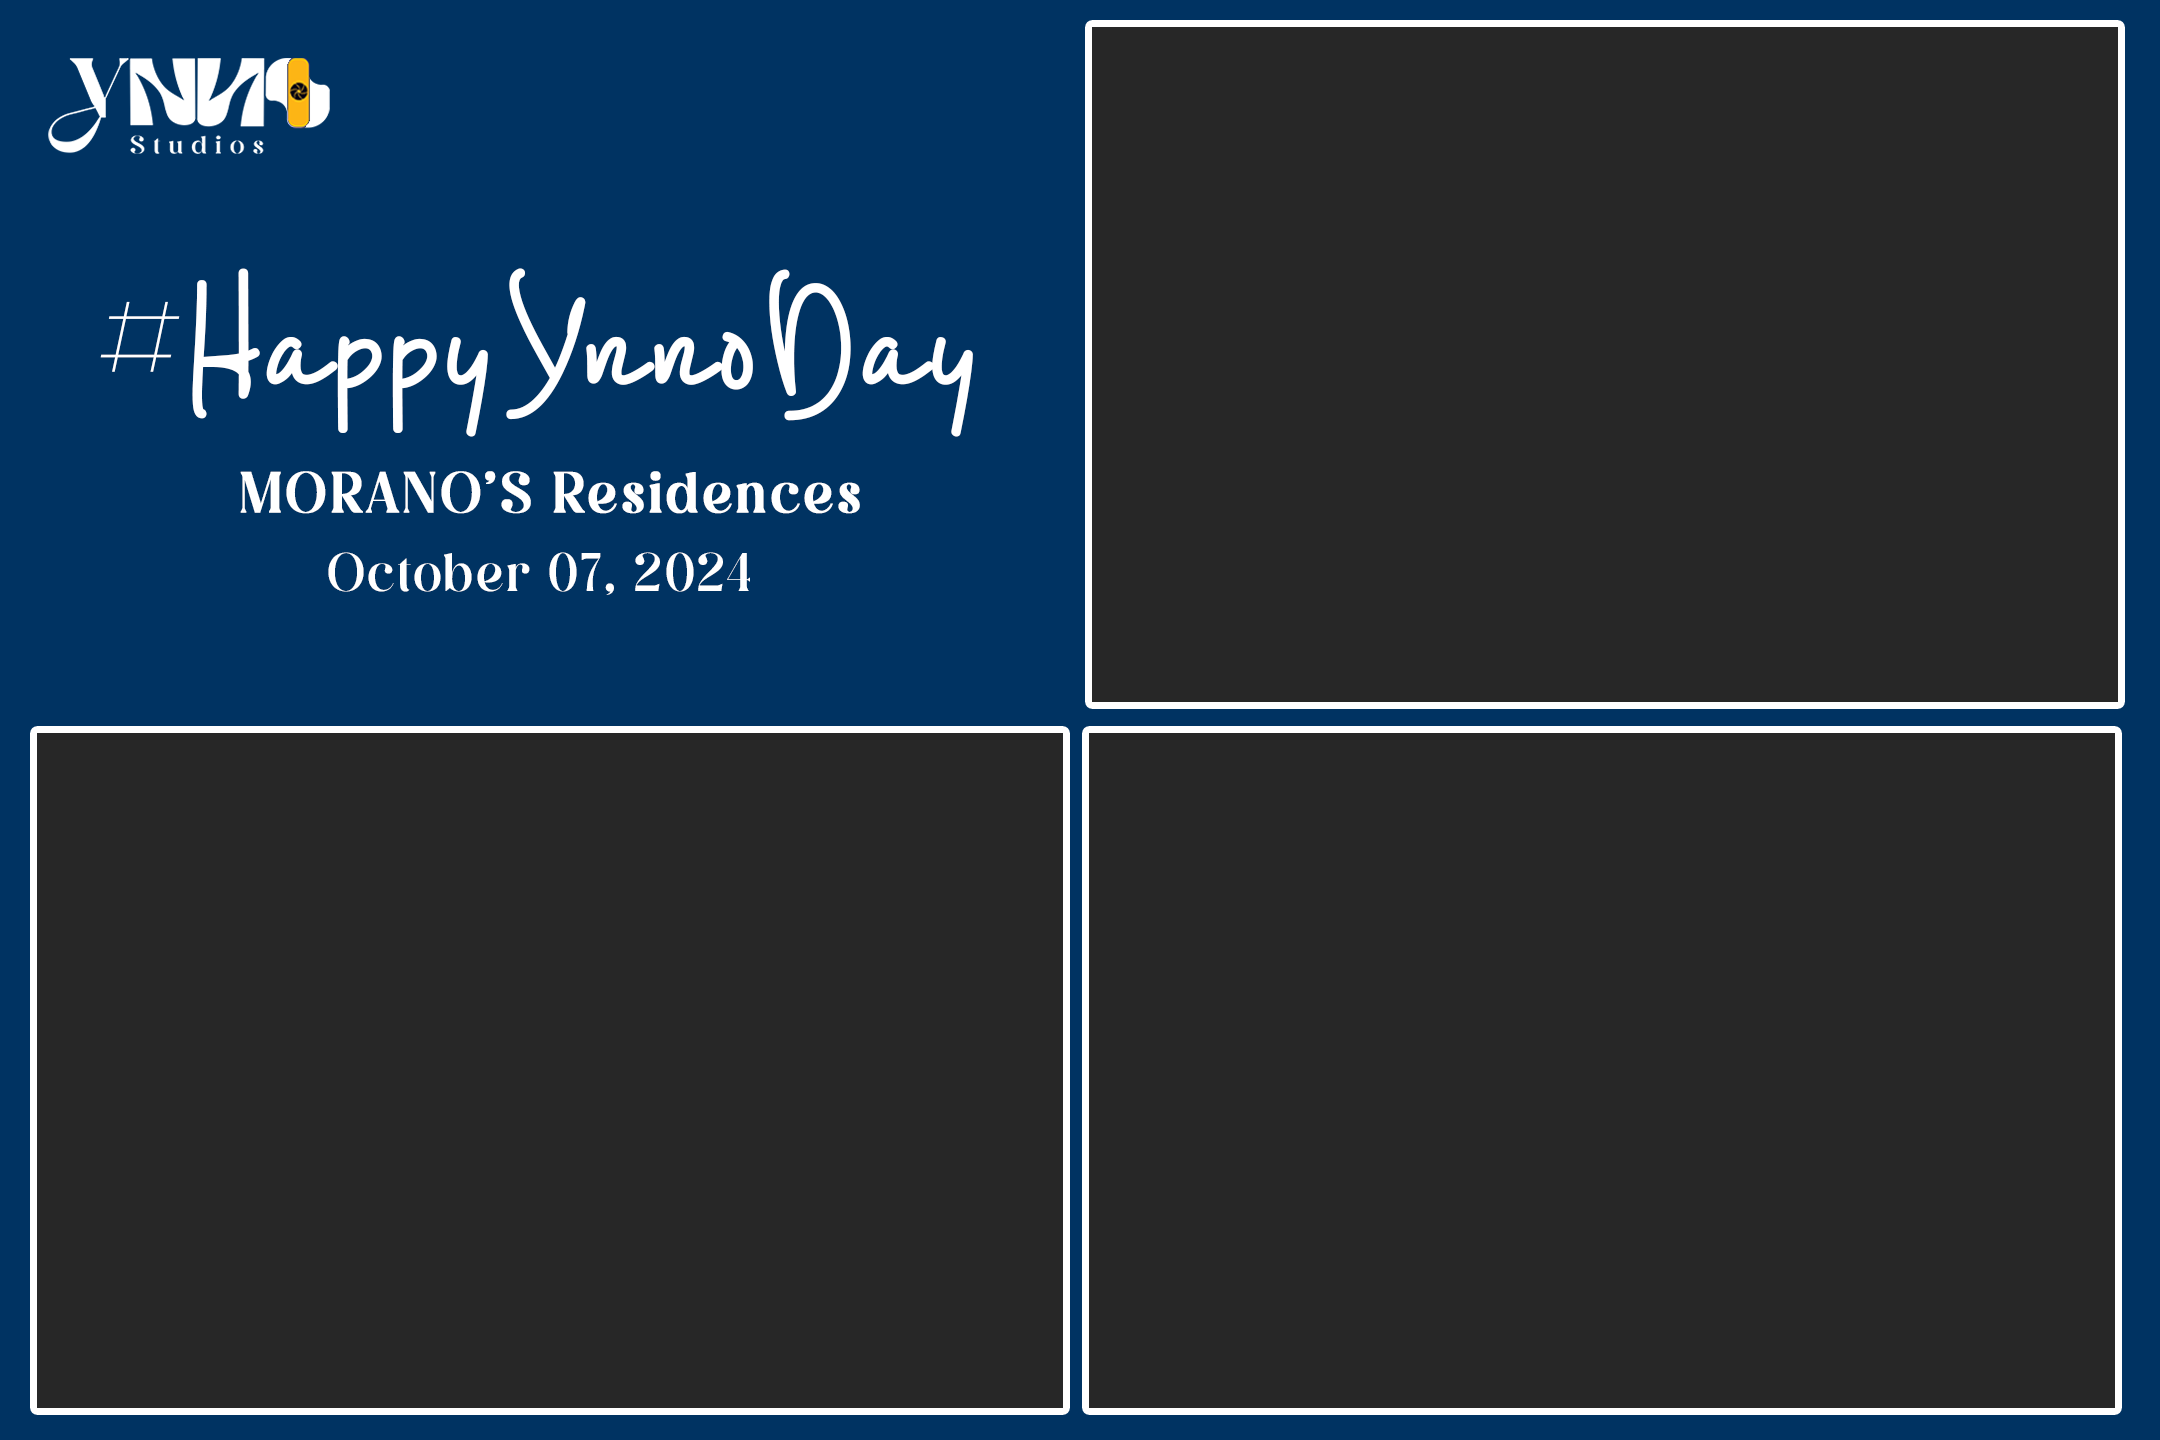 Ynno
Studios
#HappyYnnoDay
MORANO'S Residences
October 07, 2024